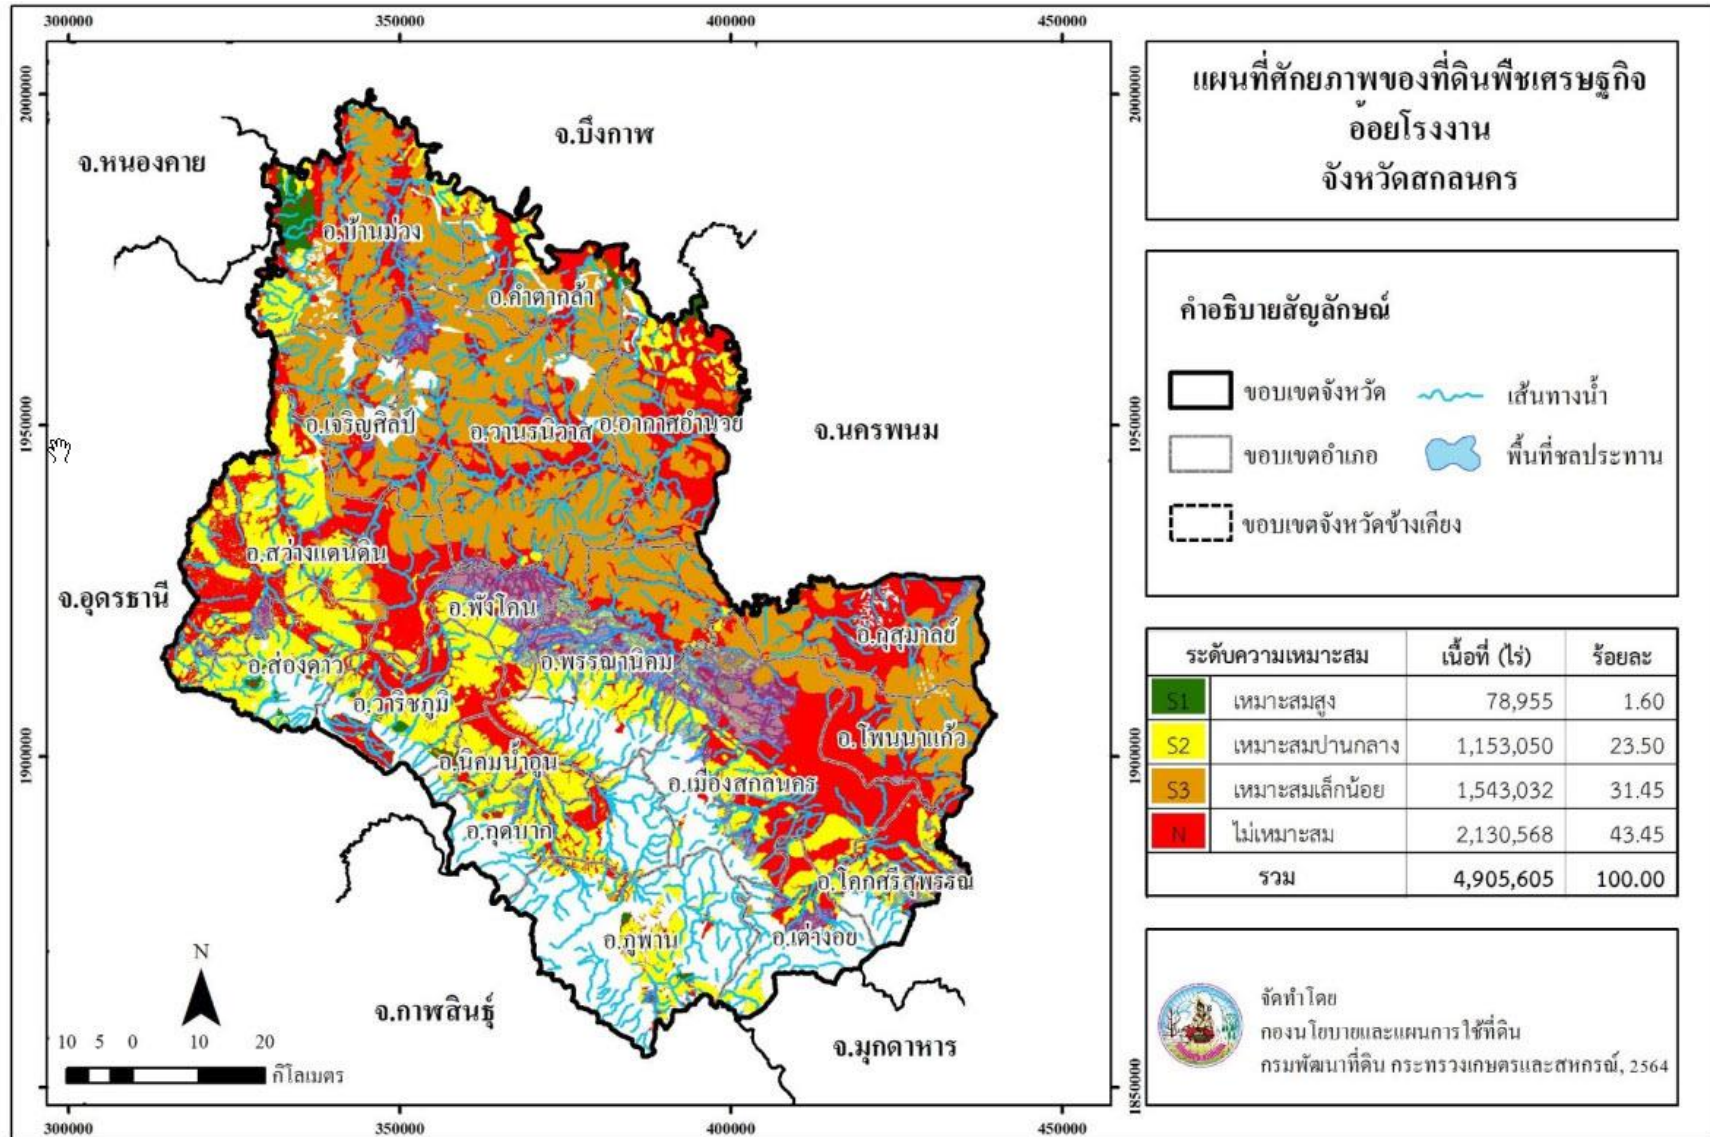 300000 350000 400000 450000
แผนที่ศักยภาพของที่ดินพืชเศรษฐกิจ
อ้อยโรงงาน
จังหวัดสกลนคร
2000000 2000000
จ.บึงกาฬ
จ.หนองคาย
อ.บ้านม่วง
อ.คำตากล้า
คำอธิบายสัญลักษณ์
ขอบเขตจังหวัด เส้นทางน้ำ
ขอบเขตอำเภอ พื้นที่ชลประทาน
ขอบเขตจังหวัดข้างเคียง
1950000 1950000
อ.เจริญศิลป์ อ.วานรนิวาส อ.อากาศอำนวย
จ.นครพนม
อ.สว่างแดนดิน
จ.อุดรธานี
อ.พังโคน
อ.กุสุมาลย์
อ.ส่องดาว อ.พรรณานิคม
อ.วาริชภูมิ
อ.โพนนาแก้ว
1900000 1900000
อ.นิคมน้ำอูน อ.เมืองสกลนคร
อ.กุดบาก
อ.โคกศรีสุพรรณ
อ.ภูพาน อ.เต่างอย
จ.กาฬสินธุ์
จ.มุกดาหาร
ระดับความเหมาะสม เนื้อที่ (ไร่) ร้อยละ
S1 เหมาะสมสูง 78,955 1.60
S2 เหมาะสมปานกลาง 1,153,050 23.50
S3 เหมาะสมเล็กน้อย 1,543,032 31.45
N ไม่เหมาะสม 2,130,568 43.45
รวม 4,905,605 100.00
N
10 5 0 10 20
กิโลเมตร
จัดทำโดย
กองนโยบายและแผนการใช้ที่ดิน
กรมพัฒนาที่ดิน กระทรวงเกษตรและสหกรณ์, 2564
1850000
300000 350000 400000 450000